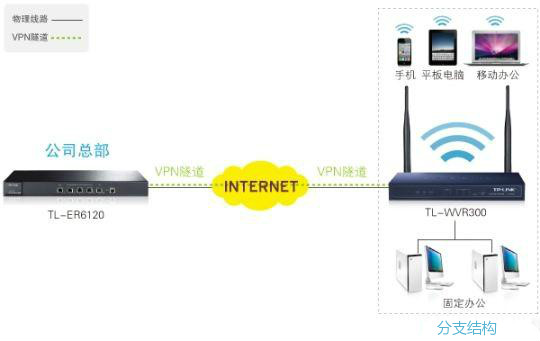 物理线路
VPN隧道
手机 平板电脑 移动办公
公司总部
VPN隧道
INTERNET
VPN隧道
TP-LINK
TL-ER6120
TL-WVR300
固定办公
分支结构